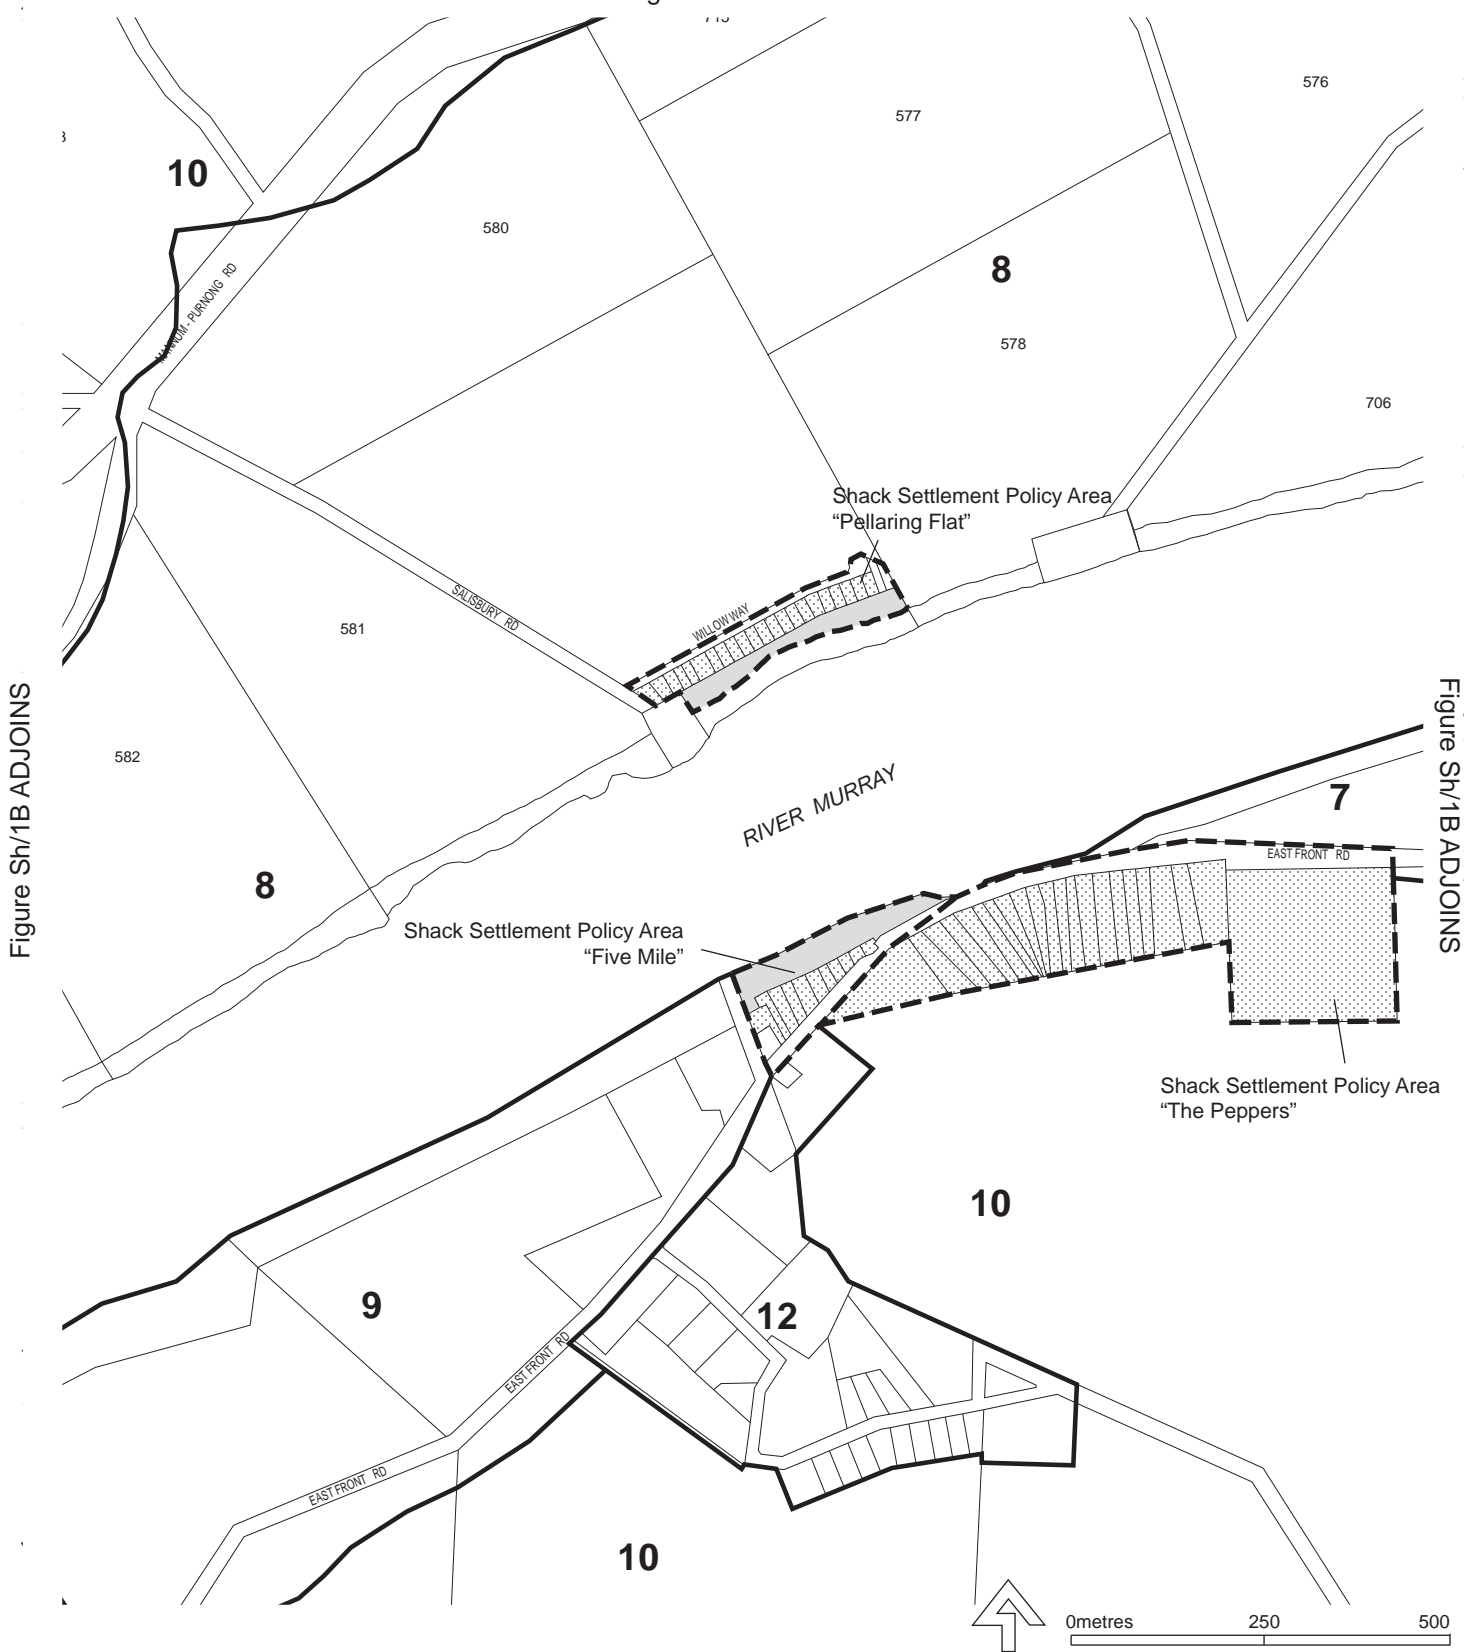 576
577
10
580
8
MANNUM - PURNONG RD
578
706
Shack Settlement Policy Area
“Pellaring Flat”
SALISBURY RD
WILLOW WAY
581
582
Figure Sh/1B ADJOINS
Figure Sh/1B ADJOINS
RIVER MURRAY
7
EAST FRONT RD
8
Shack Settlement Policy Area
“Five Mile”
Shack Settlement Policy Area
“The Peppers”
10
9
12
EAST FRONT RD
EAST FRONT RD
10
0metres 250 500